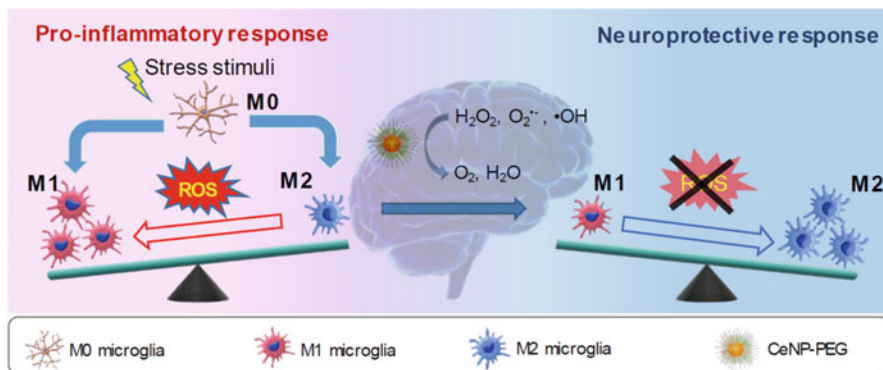 Pro-inflammatory response
Neuroprotective response
Stress stimuli
M0
H₂O₂, O₂•-, •OH
O₂, H₂O
M1
ROS
M2
M1
ROS
M2
M0 microglia
M1 microglia
M2 microglia
CeNP-PEG